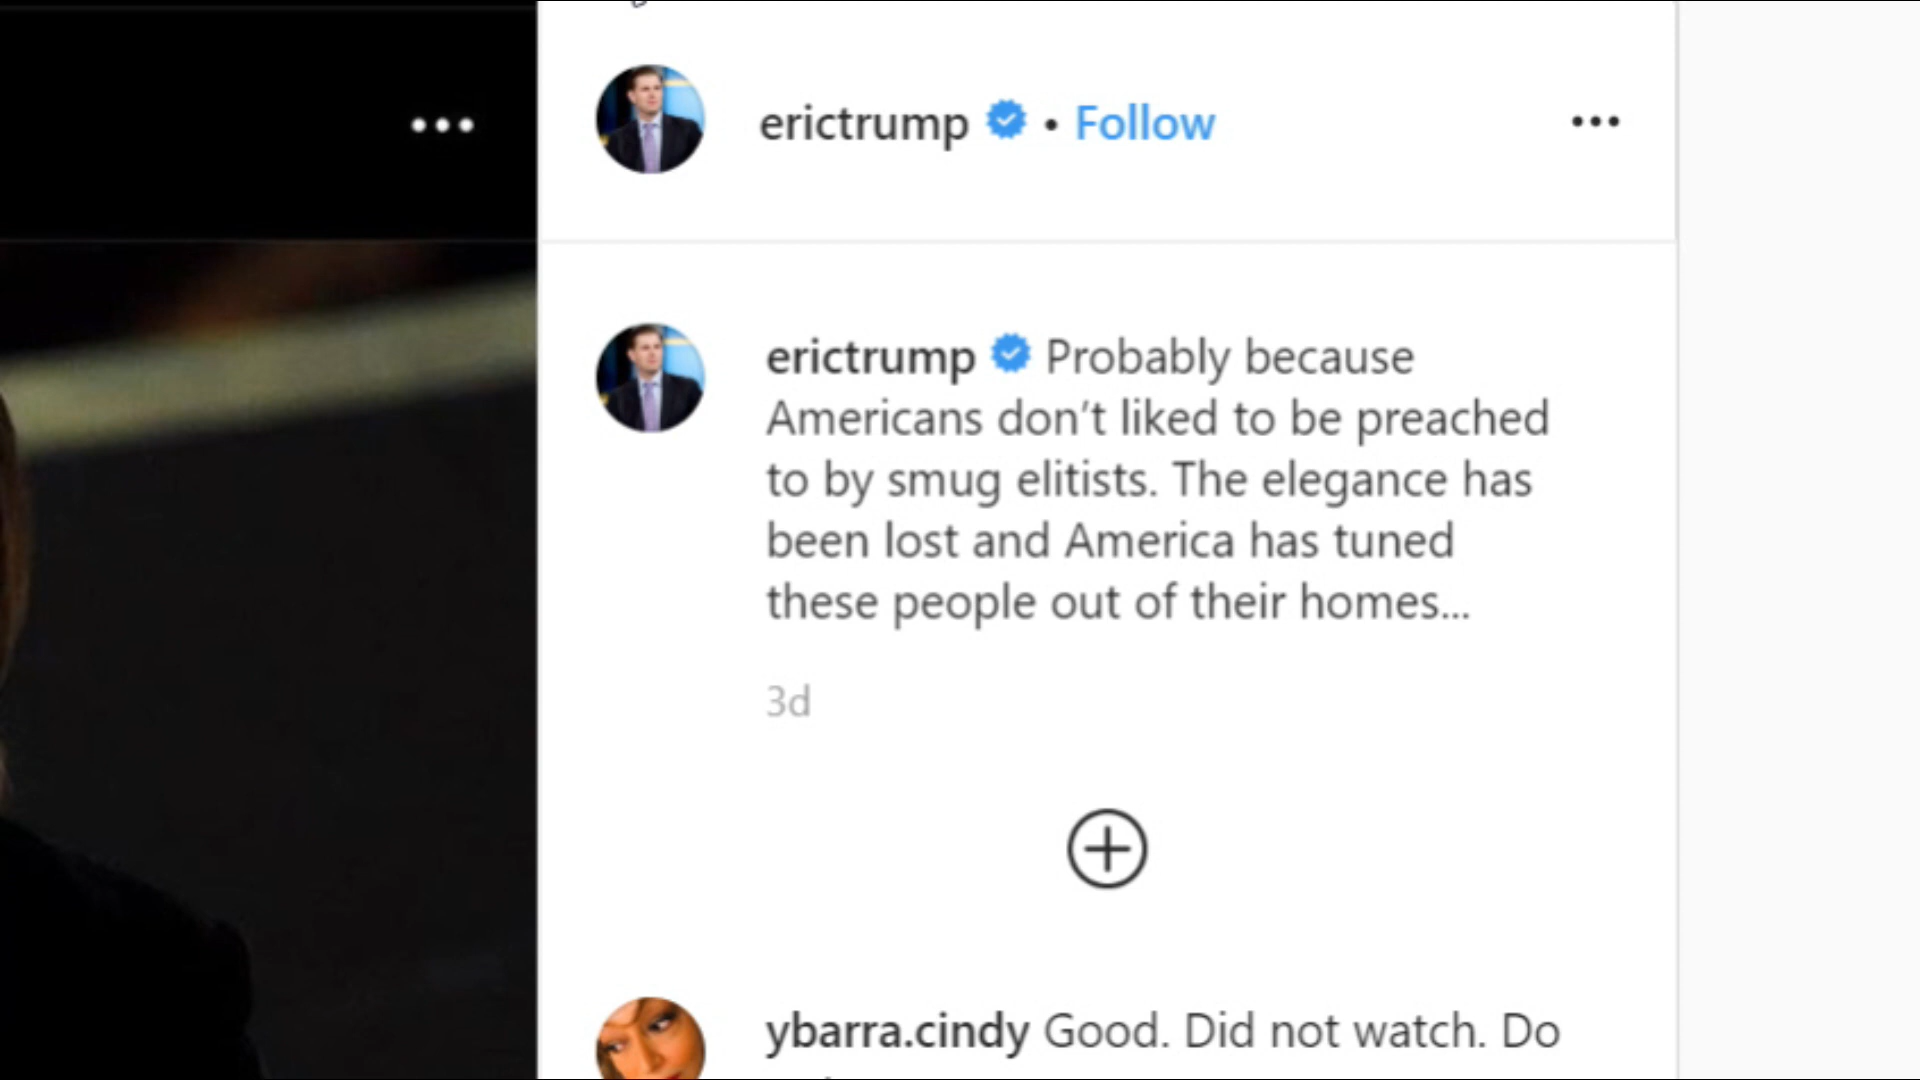 erictrump • Follow
erictrump Probably because
Americans don’t liked to be preached
to by smug elitists. The elegance has
been lost and America has tuned
these people out of their homes...
3d
ybarra.cindy Good. Did not watch. Do